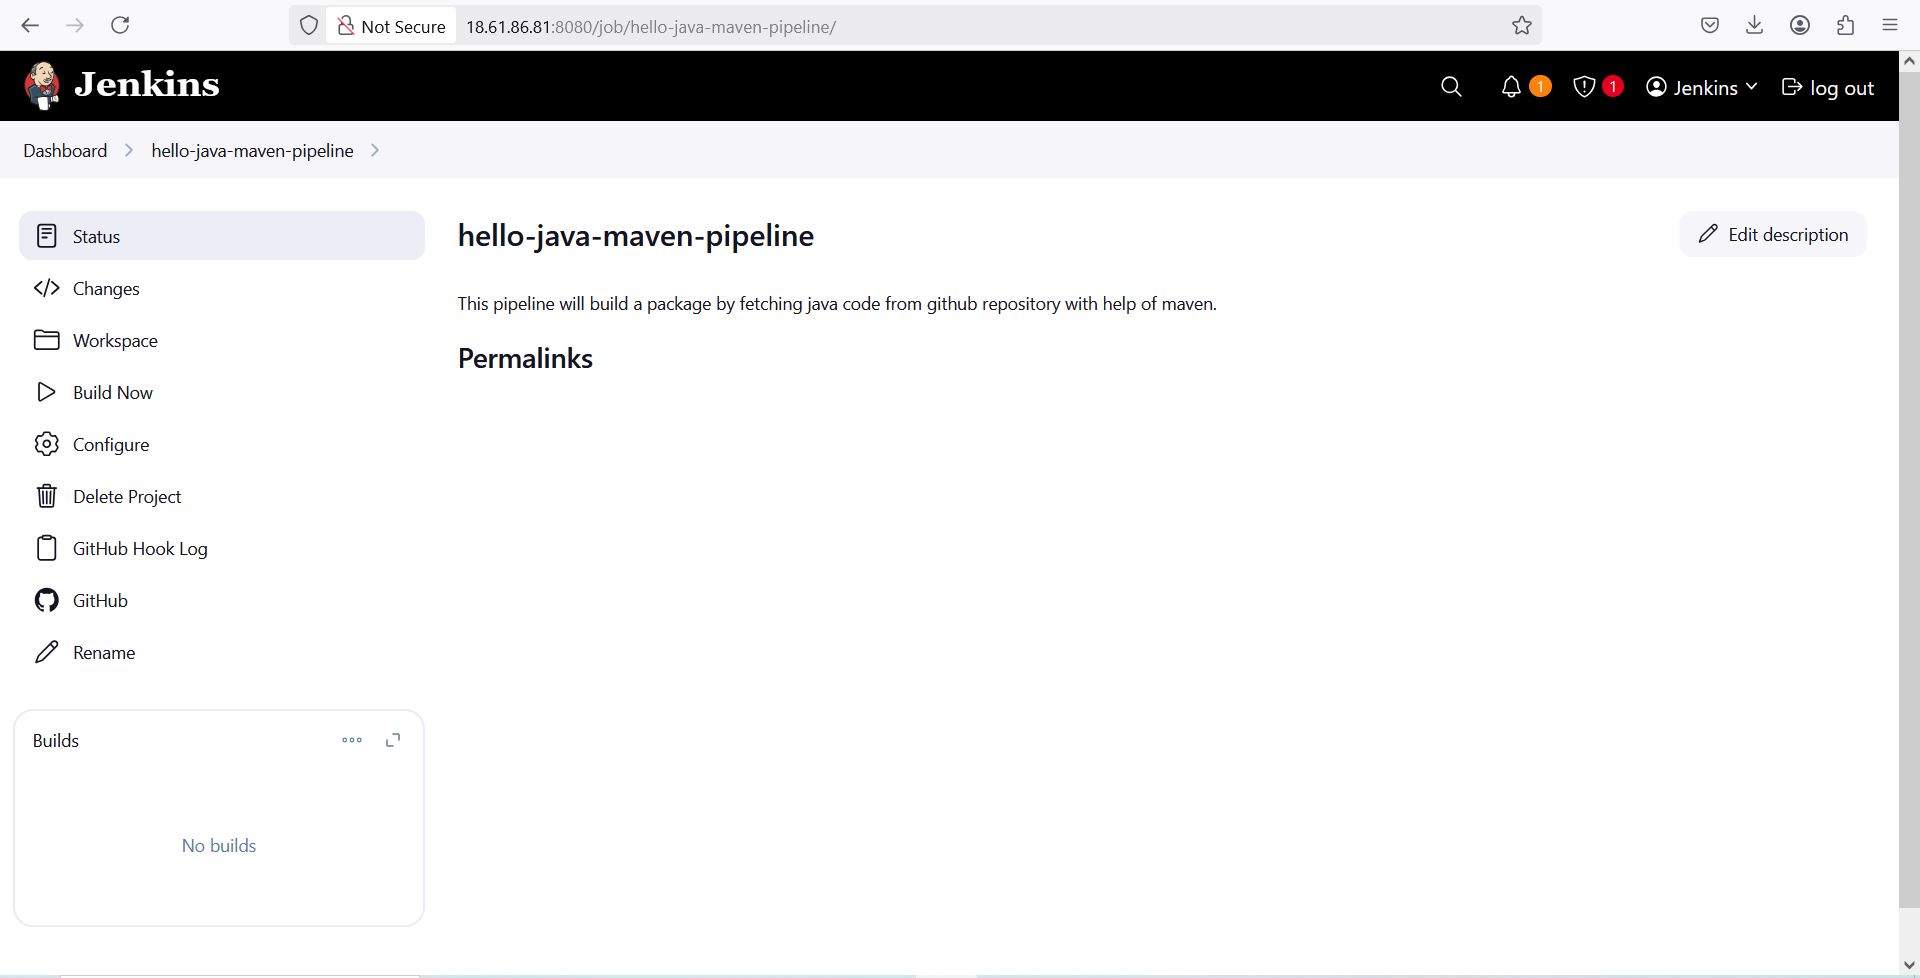 Not Secure 18.61.86.81:8080/job/hello-java-maven-pipeline/
Jenkins 1 1 Jenkins log out
Dashboard hello-java-maven-pipeline
Status
hello-java-maven-pipeline
Edit description
Changes
This pipeline will build a package by fetching java code from github repository with help of maven.
Workspace
Permalinks
Build Now
Configure
Delete Project
GitHub Hook Log
GitHub
Rename
Builds
No builds